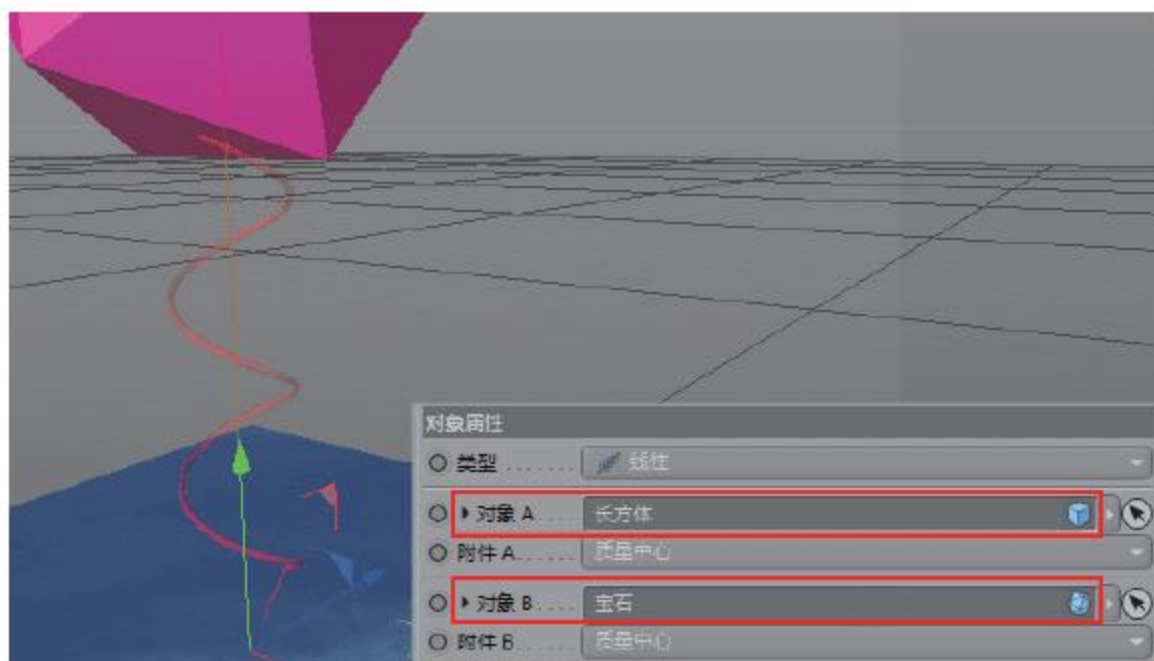 对象属性
类型 ....... 线性
对象 A .... 长方体
附件 A ...... 质量中心
对象 B .... 宝石
附件 B ...... 质量中心